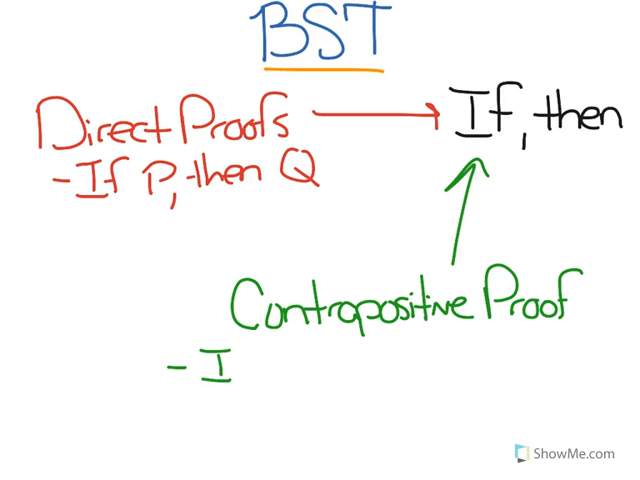 BST
Direct Proofs
If, then
- If P, then Q
Contrapositive Proof
- I
ShowMe.com